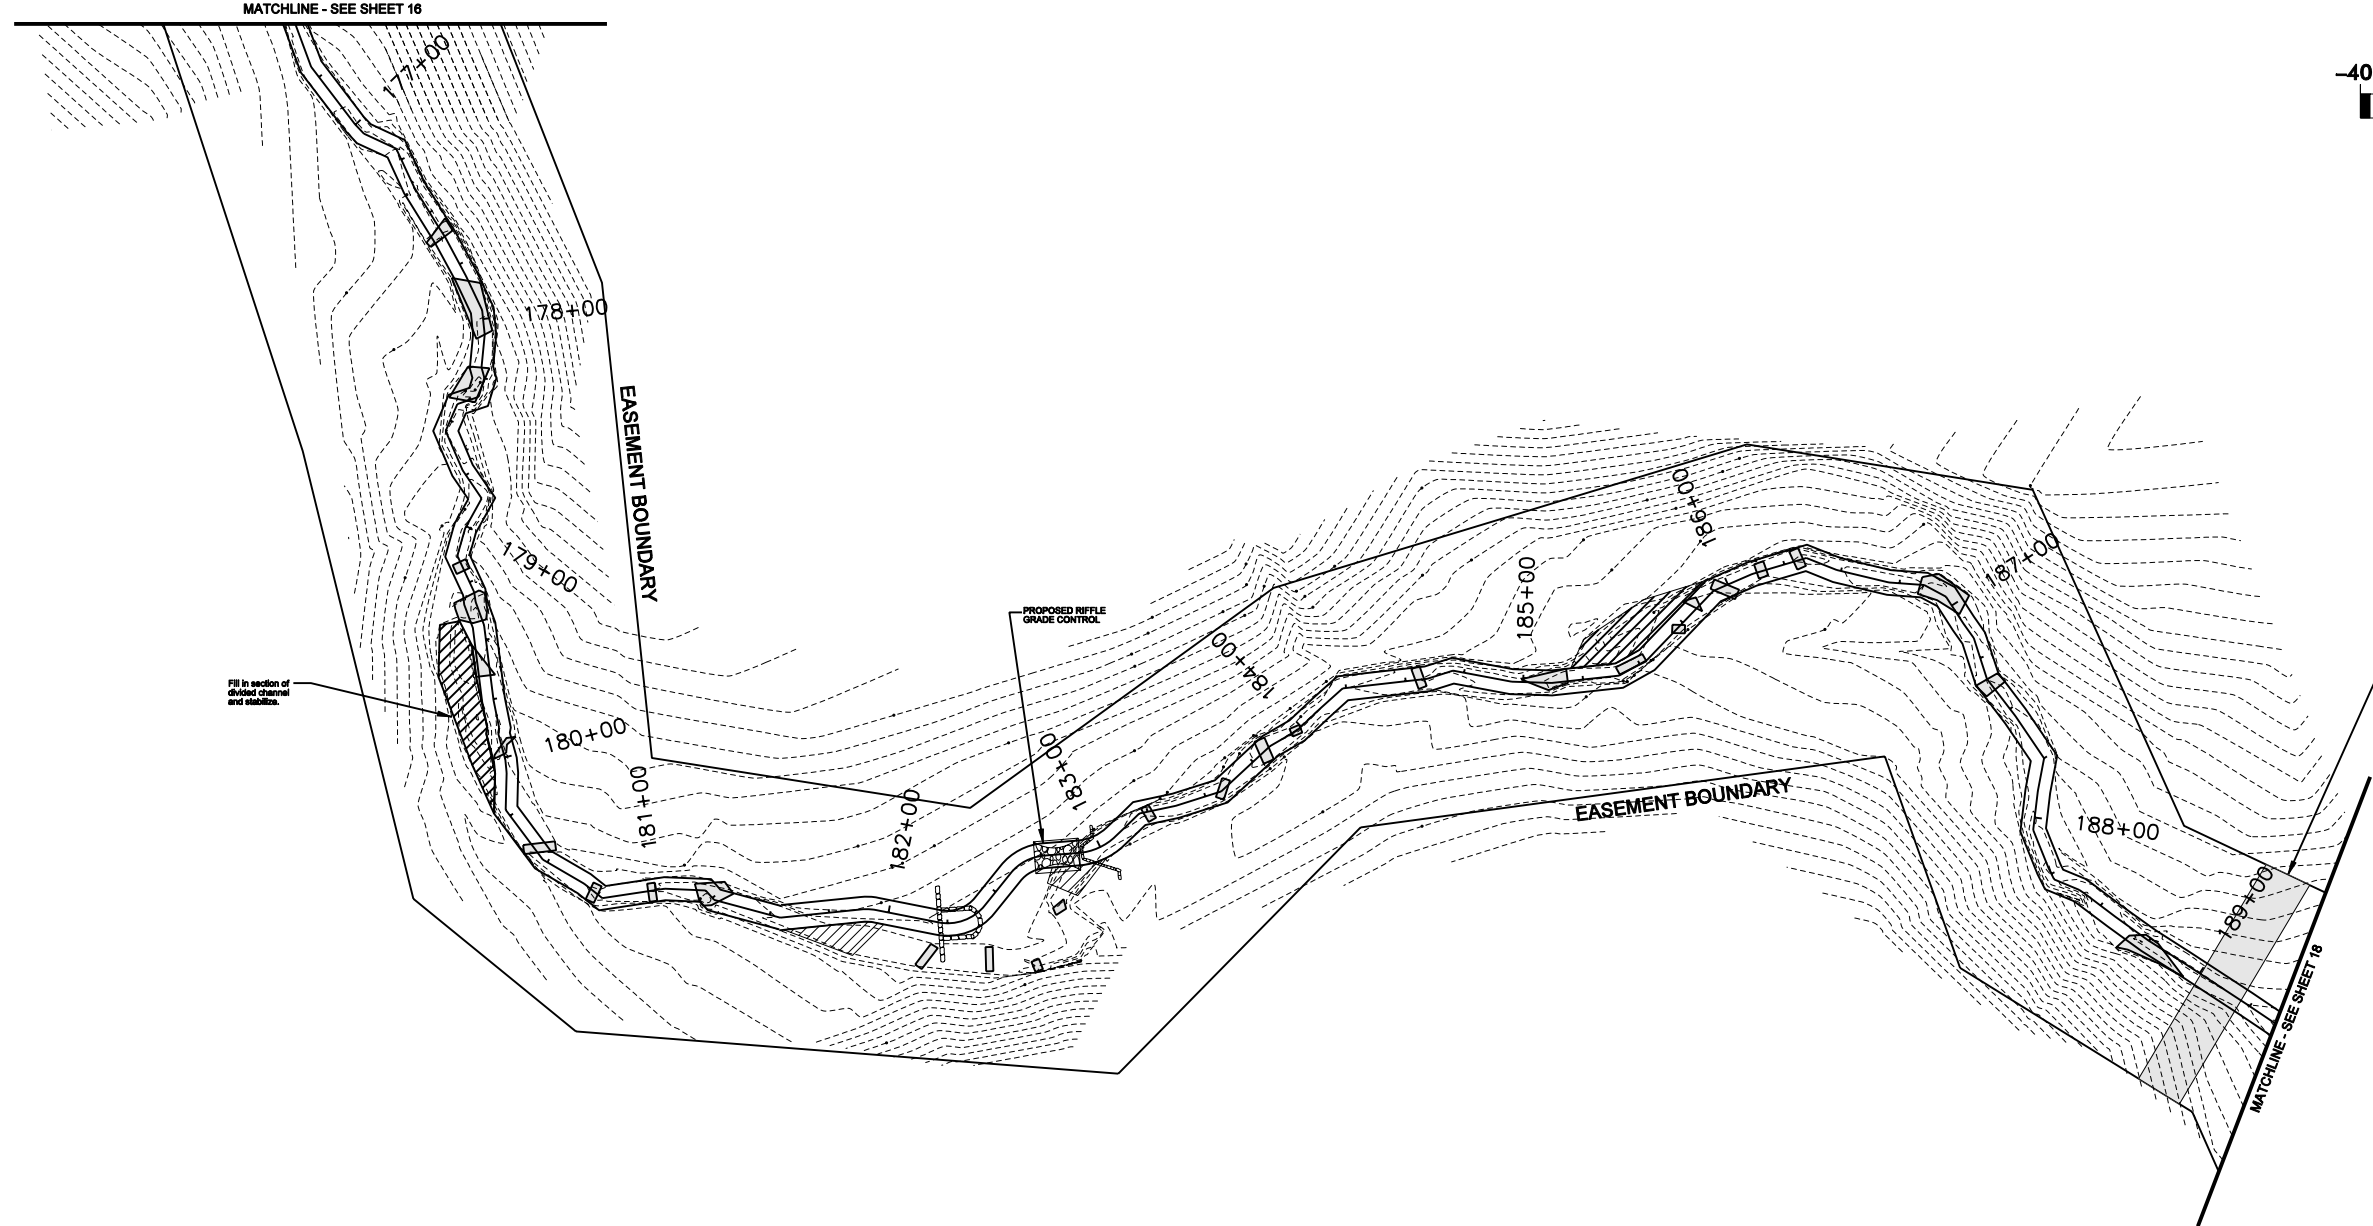 MATCHLINE - SEE SHEET 16
177+00
-40
178+00
EASEMENT BOUNDARY
179+00
186+00
187+00
185+00
PROPOSED RIFFLE
GRADE CONTROL
184+00
Fill in section of
divided channel
and stabilize.
180+00
183+00
181+00
182+00
EASEMENT BOUNDARY
188+00
189+00
MATCHLINE - SEE SHEET 18